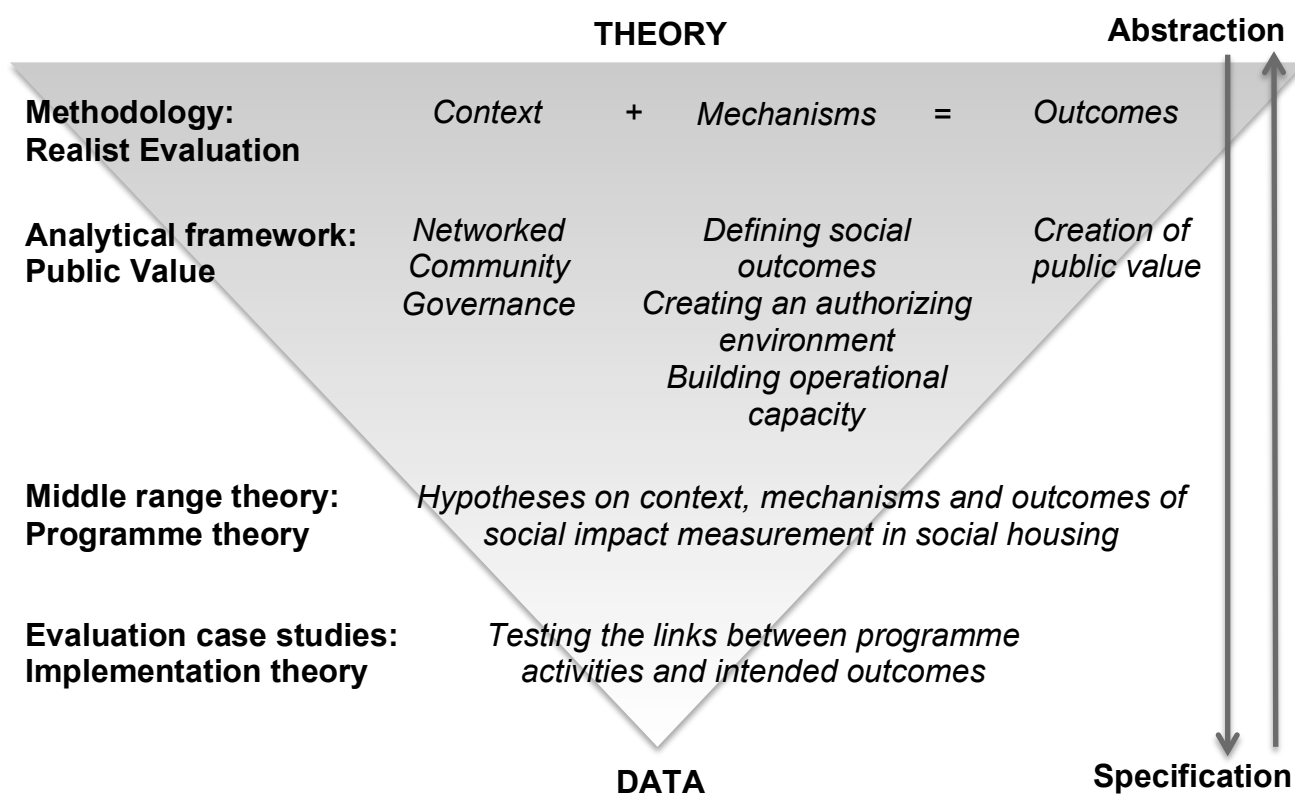 THEORY
Abstraction
Methodology:
Realist Evaluation
Context + Mechanisms = Outcomes
Analytical framework:
Public Value
Networked
Community
Governance
Defining social
outcomes
Creating an authorizing
environment
Building operational
capacity
Creation of
public value
Middle range theory:
Programme theory
Hypotheses on context, mechanisms and outcomes of
social impact measurement in social housing
Evaluation case studies:
Implementation theory
Testing the links between programme
activities and intended outcomes
DATA
Specification